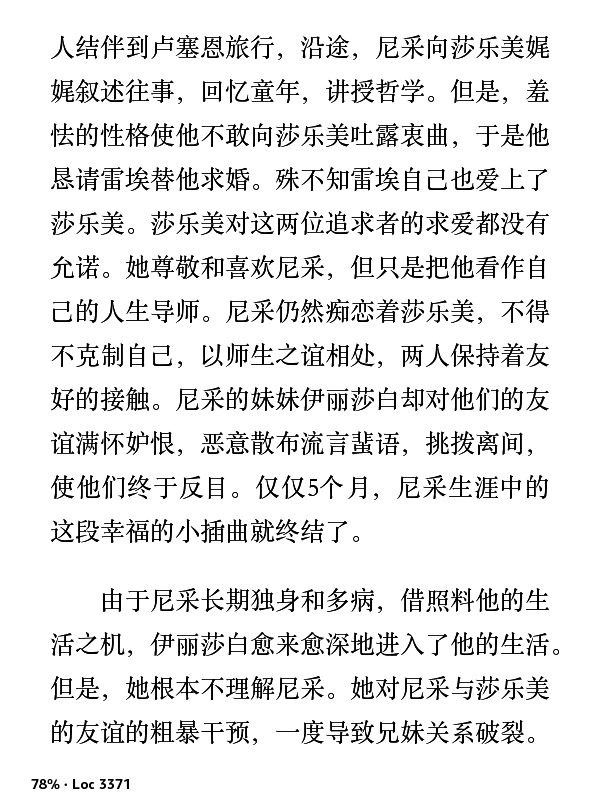 人结伴到卢塞恩旅行，沿途，尼采向莎乐美娓
娓叙述往事，回忆童年，讲授哲学。但是，羞
怯的性格使他不敢向莎乐美吐露衷曲，于是他
恳请雷埃替他求婚。殊不知雷埃自己也爱上了
莎乐美。莎乐美对这两位追求者的求爱都没有
允诺。她尊敬和喜欢尼采，但只是把他看作自
己的人生导师。尼采仍然痴恋着莎乐美，不得
不克制自己，以师生之谊相处，两人保持着友
好的接触。尼采的妹妹伊丽莎白却对他们的友
谊满怀妒恨，恶意散布流言蜚语，挑拨离间，
使他们终于反目。仅仅5个月，尼采生涯中的
这段幸福的小插曲就终结了。
由于尼采长期独身和多病，借照料他的生
活之机，伊丽莎白愈来愈深地进入了他的生活。
但是，她根本不理解尼采。她对尼采与莎乐美
的友谊的粗暴干预，一度导致兄妹关系破裂。
78% · Loc 3371